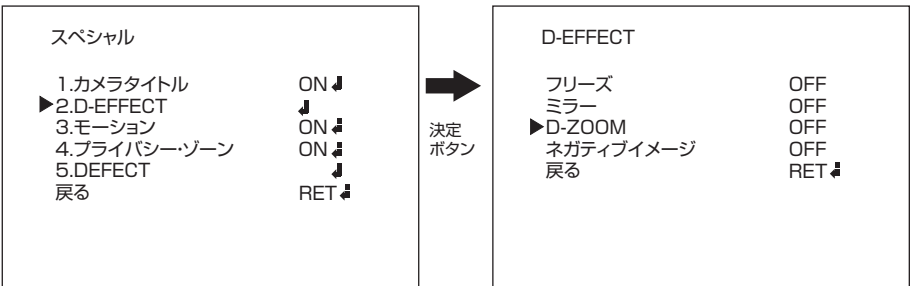 スペシャル
1.カメラタイトル ON↲
▶2.D-EFFECT ↲
3.モーション ON↲
4.プライバシー・ゾーン ON↲
5.DEFECT ↲
戻る RET↲
決定
ボタン
D-EFFECT
フリーズ OFF
ミラー OFF
▶D-ZOOM OFF
ネガティブイメージ OFF
戻る RET↲